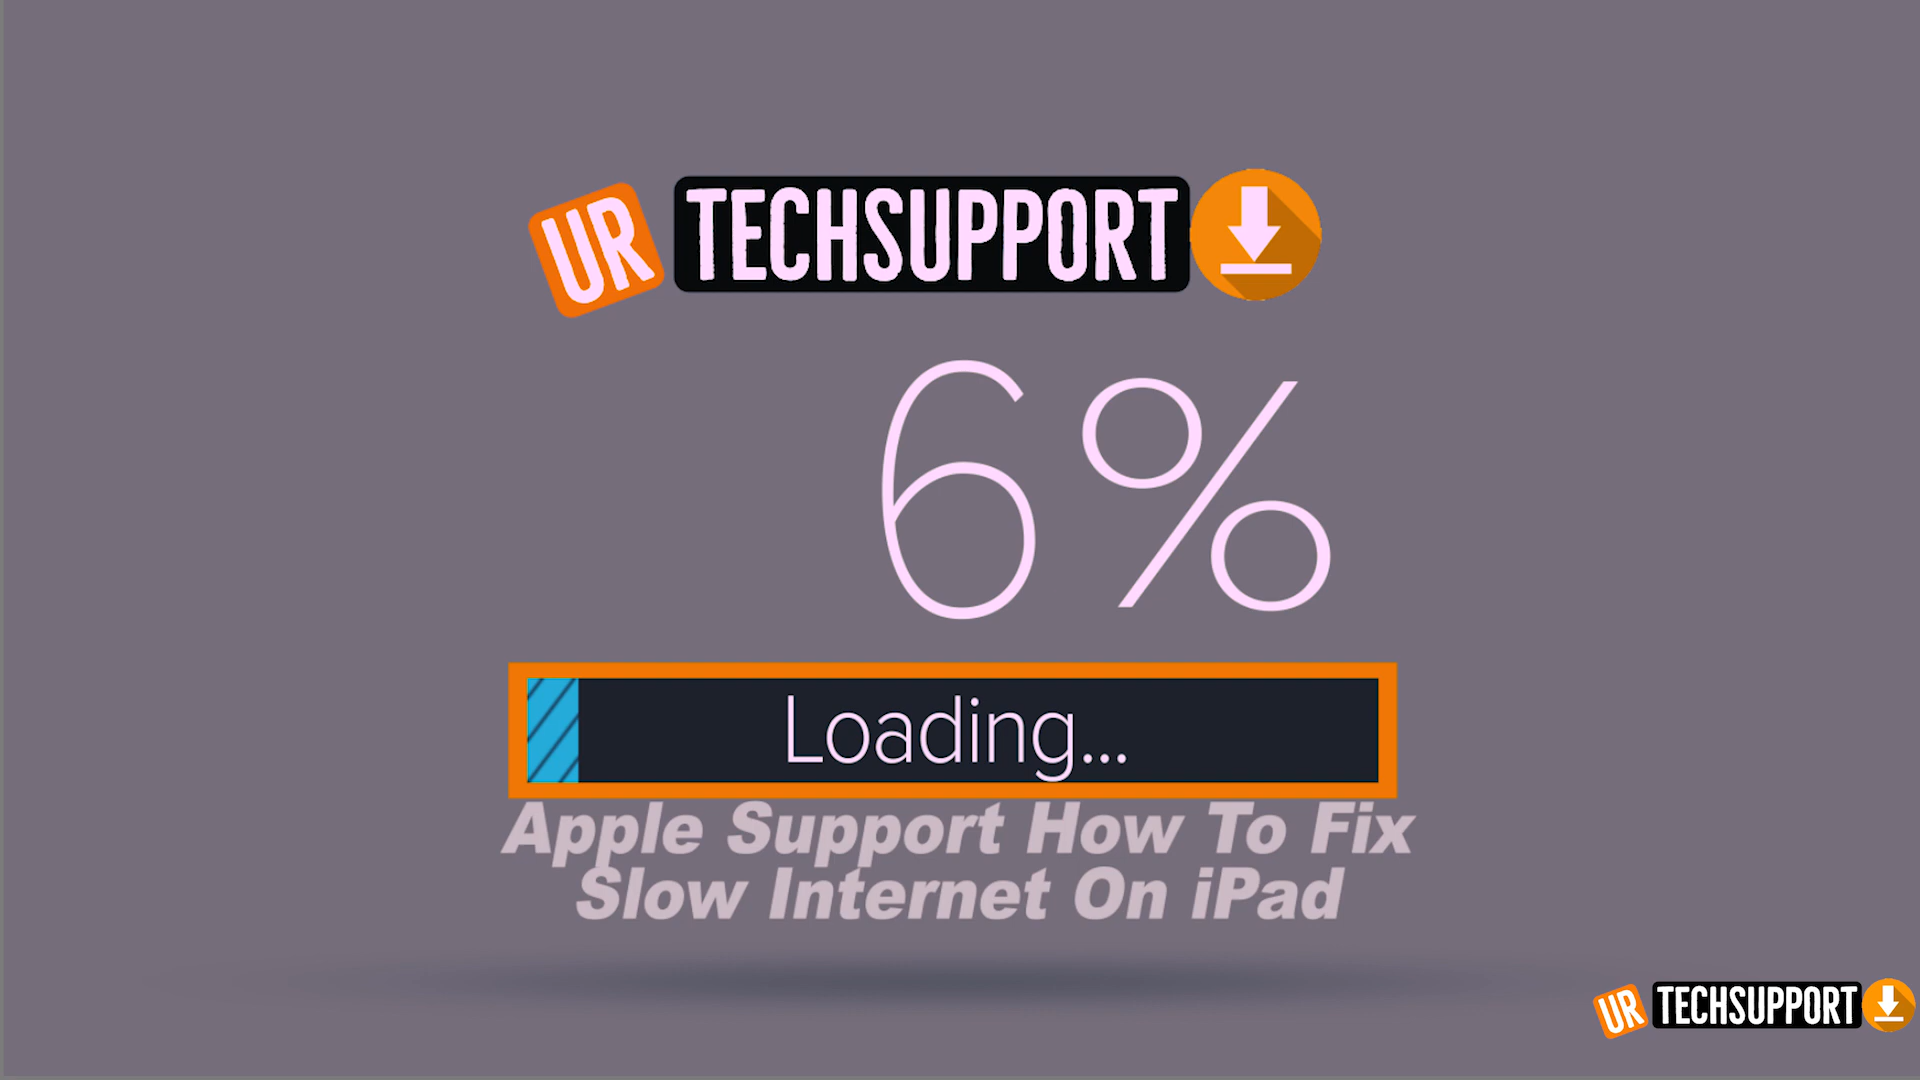 UR TECHSUPPORT
6%
Loading...
Apple Support How To Fix
Slow Internet On iPad
UR TECHSUPPORT